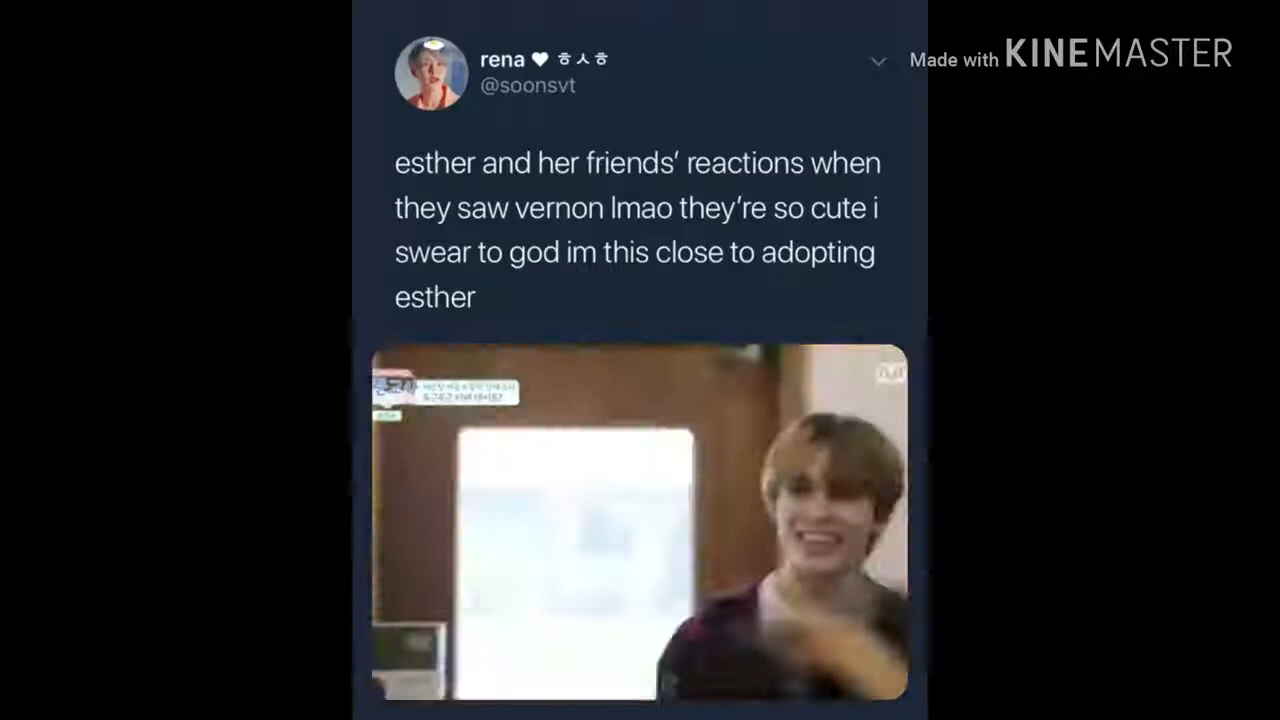 rena ♥ ㅎㅅㅎ
@soonsvt
Made with KINEMASTER
esther and her friends' reactions when
they saw vernon lmao they're so cute i
swear to god im this close to adopting
esther